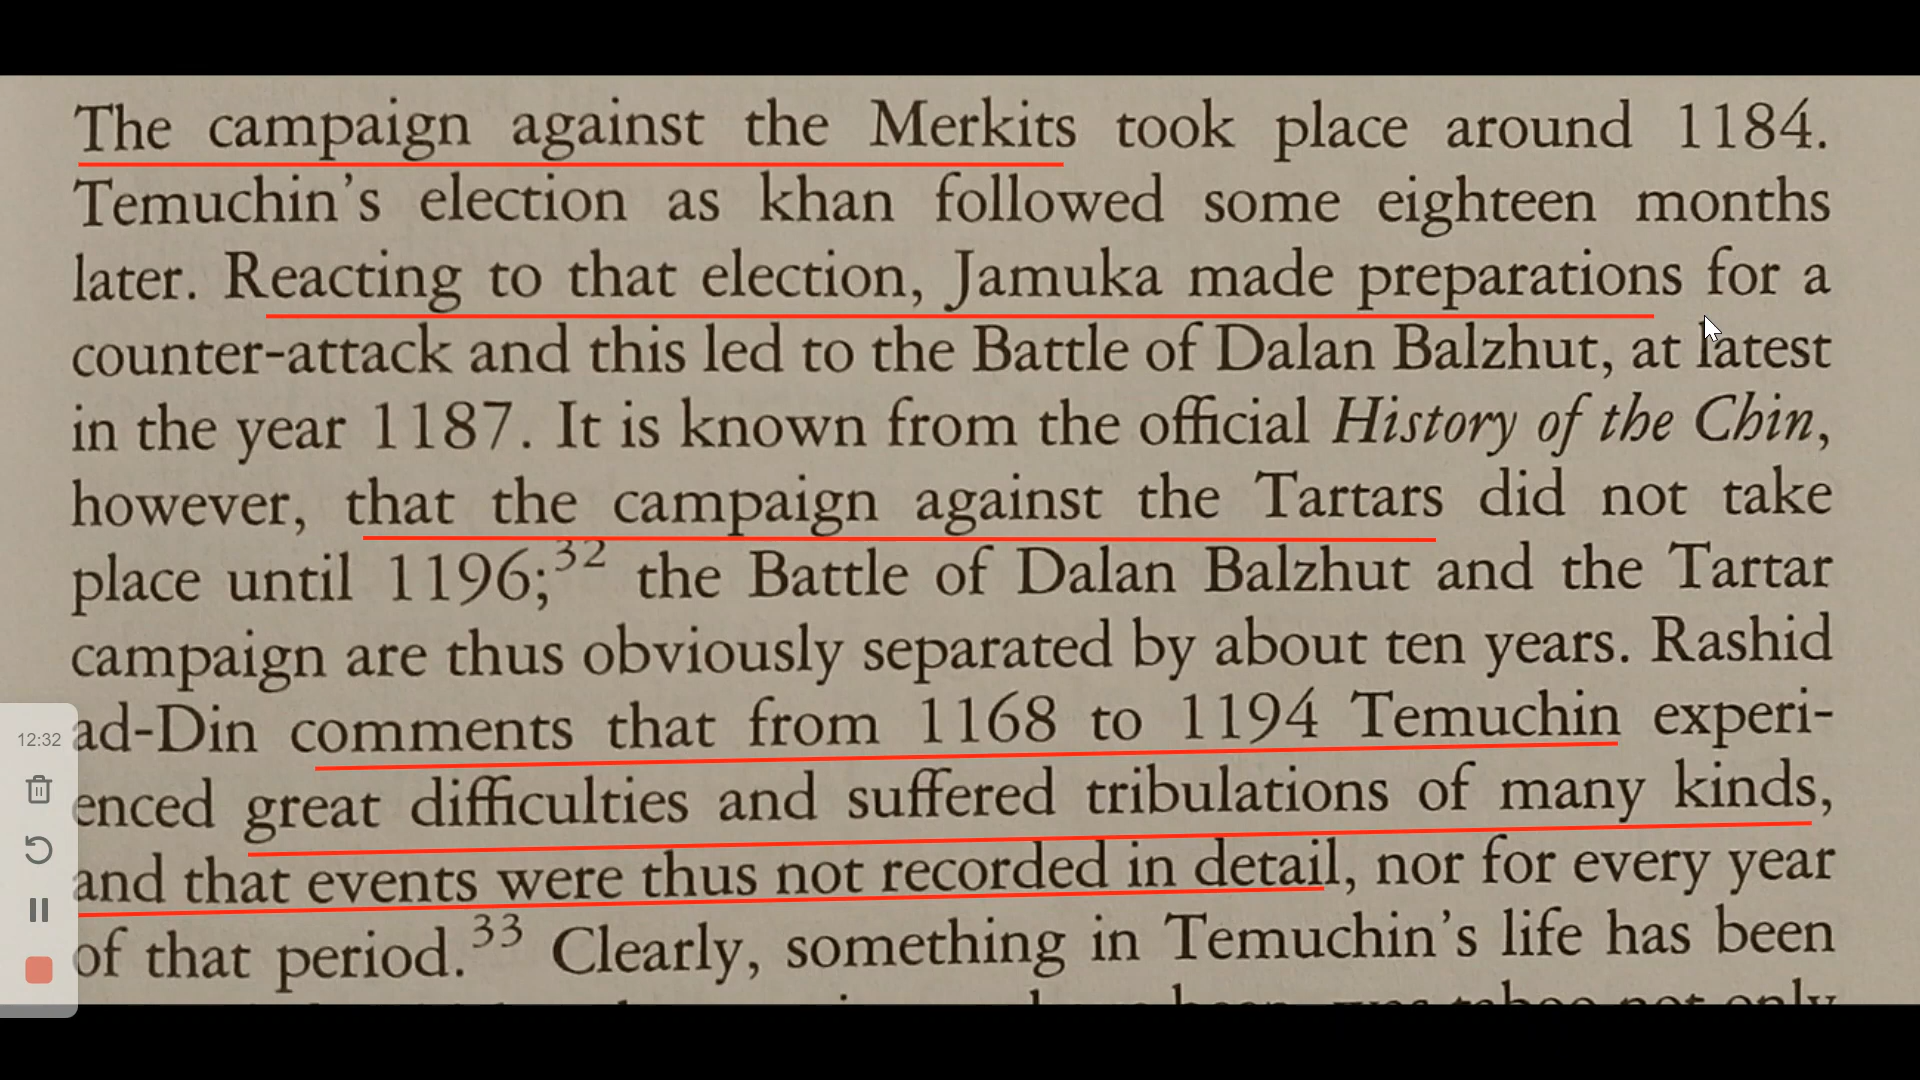 The campaign against the Merkits took place around 1184.
Temuchin's election as khan followed some eighteen months
later. Reacting to that election, Jamuka made preparations for a
counter-attack and this led to the Battle of Dalan Balzhut, at latest
in the year 1187. It is known from the official History of the Chin,
however, that the campaign against the Tartars did not take
place until 1196;32 the Battle of Dalan Balzhut and the Tartar
campaign are thus obviously separated by about ten years. Rashid
ad-Din comments that from 1168 to 1194 Temuchin experi-
enced great difficulties and suffered tribulations of many kinds,
and that events were thus not recorded in detail, nor for every year
of that period.33 Clearly, something in Temuchin's life has been
12:32